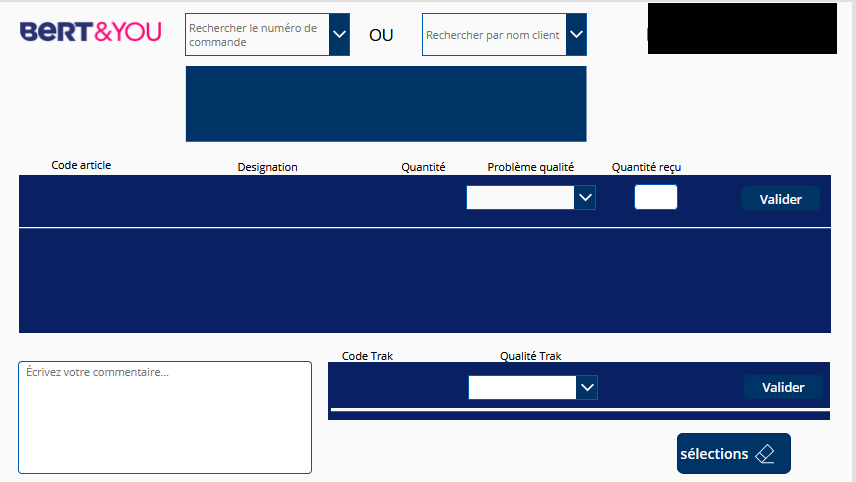 BERT&YOU
Rechercher le numéro de
commande
OU
Rechercher par nom client
Code article
Designation
Quantité
Problème qualité
Quantité reçu
Valider
Écrivez votre commentaire...
Code Trak
Qualité Trak
Valider
sélections